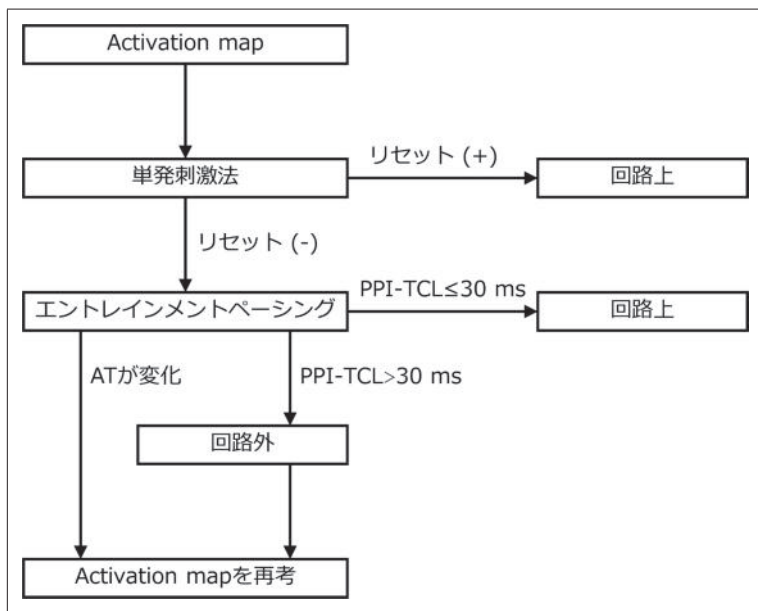 Activation map
単発刺激法
リセット (+)
回路上
リセット (-)
エントレインメントペーシング
PPI-TCL≤30 ms
回路上
ATが変化
PPI-TCL>30 ms
回路外
Activation mapを再考